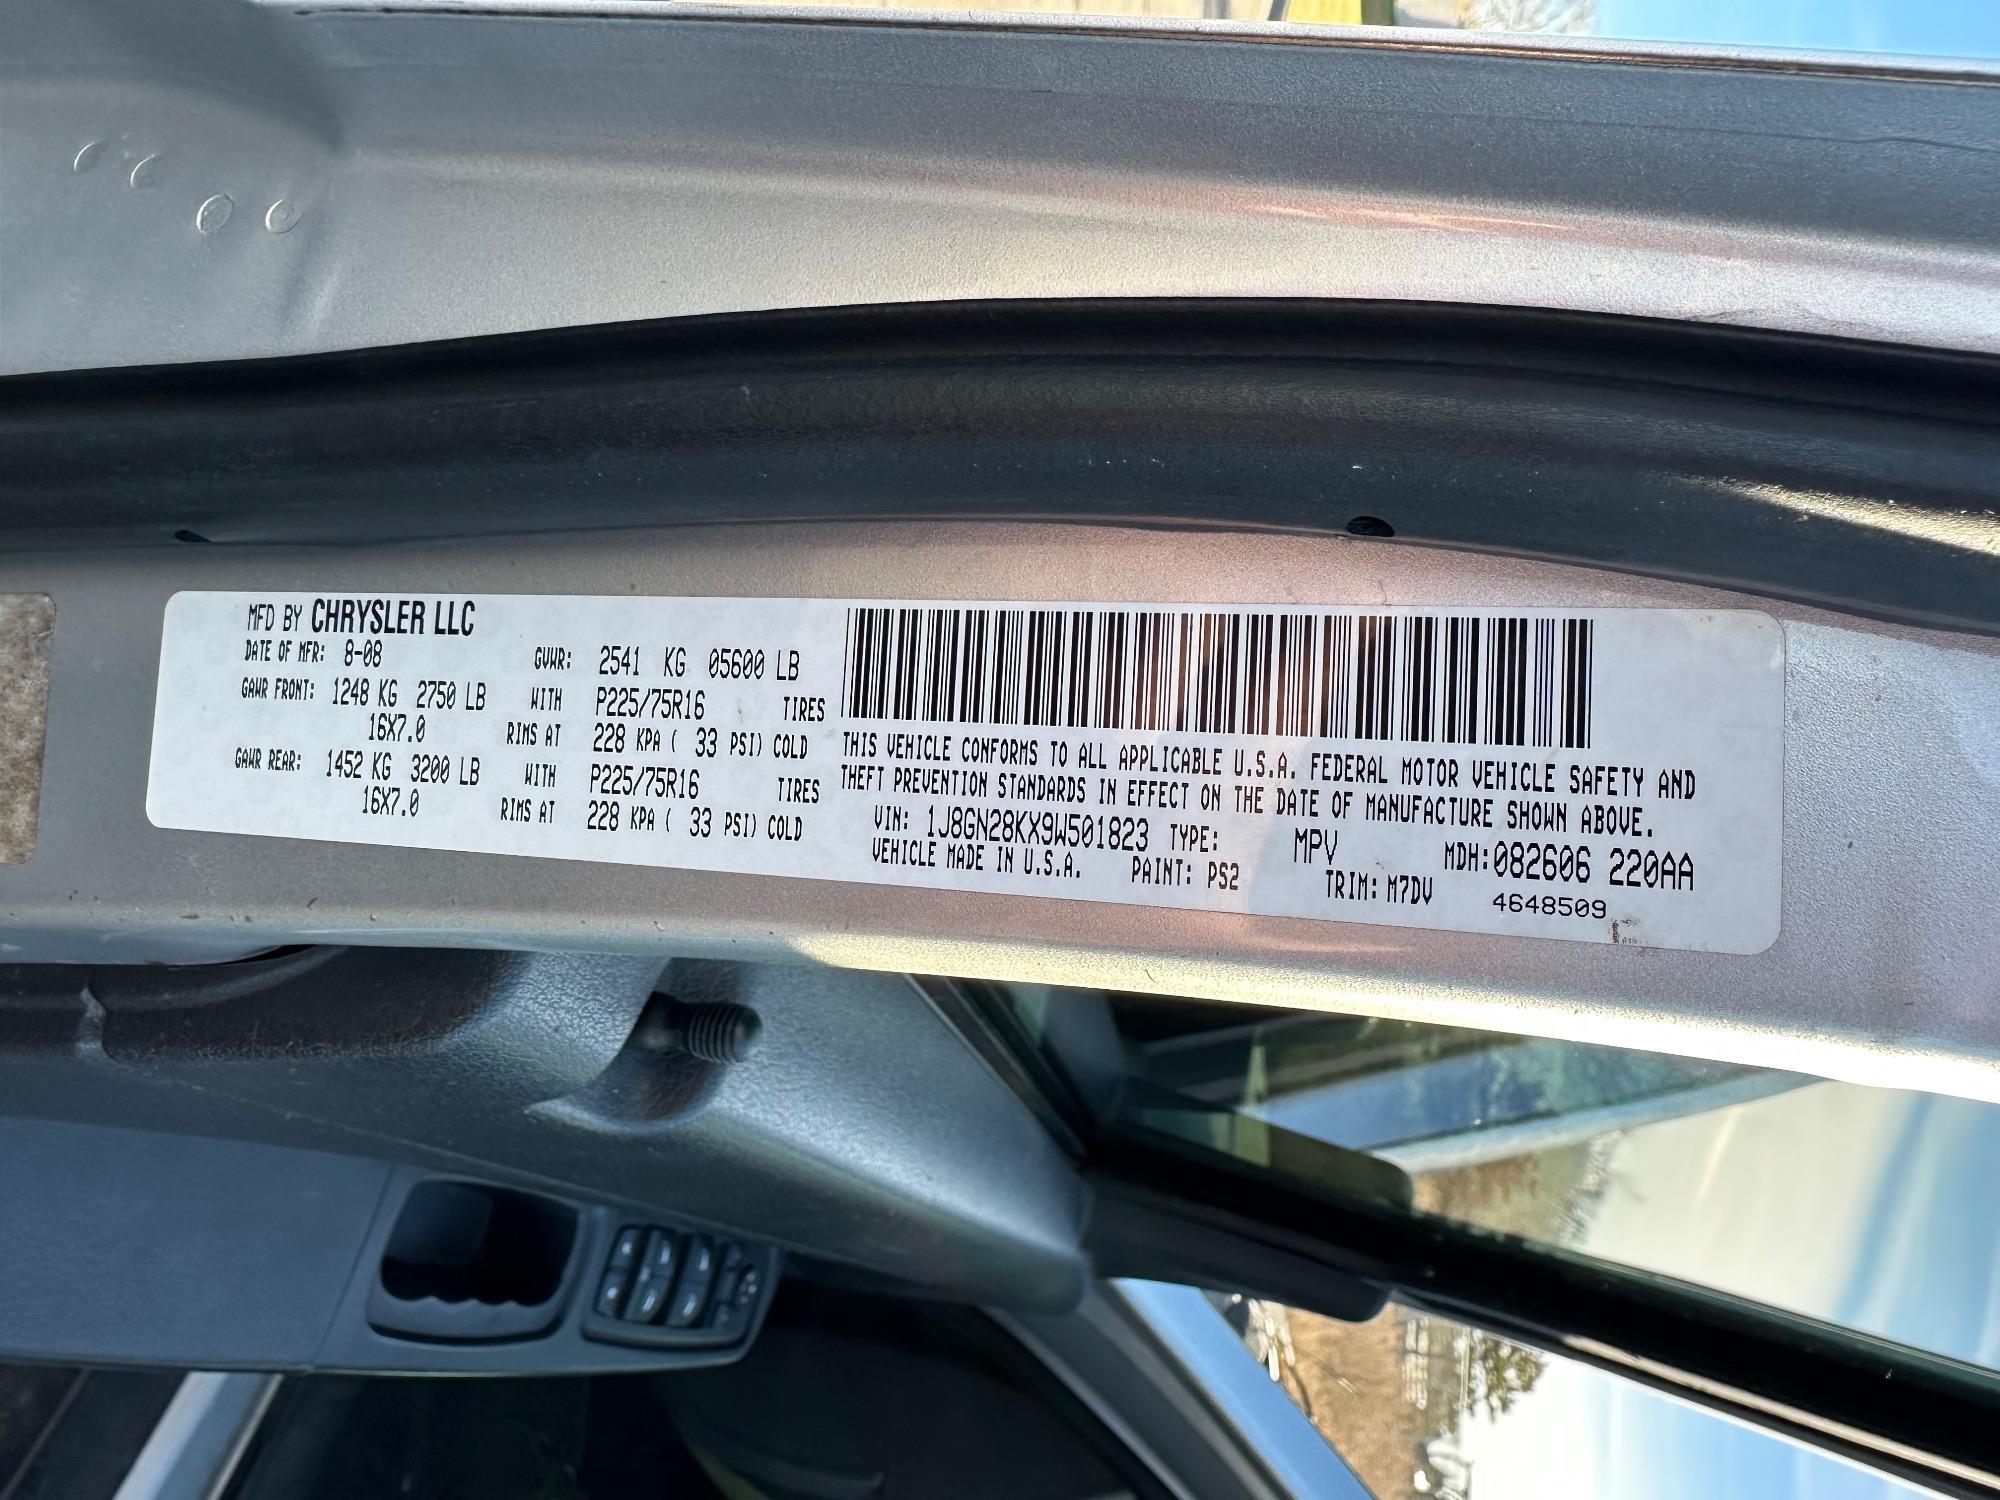 MFD BY CHRYSLER LLC
DATE OF MFR: 8-08 GVWR: 2541 KG 05600 LB
GAWR FRONT: 1248 KG 2750 LB WITH P225/75R16 TIRES
16X7.0 RIMS AT 228 KPA ( 33 PSI) COLD
GAWR REAR: 1452 KG 3200 LB WITH P225/75R16 TIRES
16X7.0 RIMS AT 228 KPA ( 33 PSI) COLD
THIS VEHICLE CONFORMS TO ALL APPLICABLE U.S.A. FEDERAL MOTOR VEHICLE SAFETY AND
THEFT PREVENTION STANDARDS IN EFFECT ON THE DATE OF MANUFACTURE SHOWN ABOVE.
VIN: 1J8GN28KX9W501823 TYPE: MPV MDH:082606 220AA
VEHICLE MADE IN U.S.A. PAINT: PS2 TRIM: M7DV 4648509